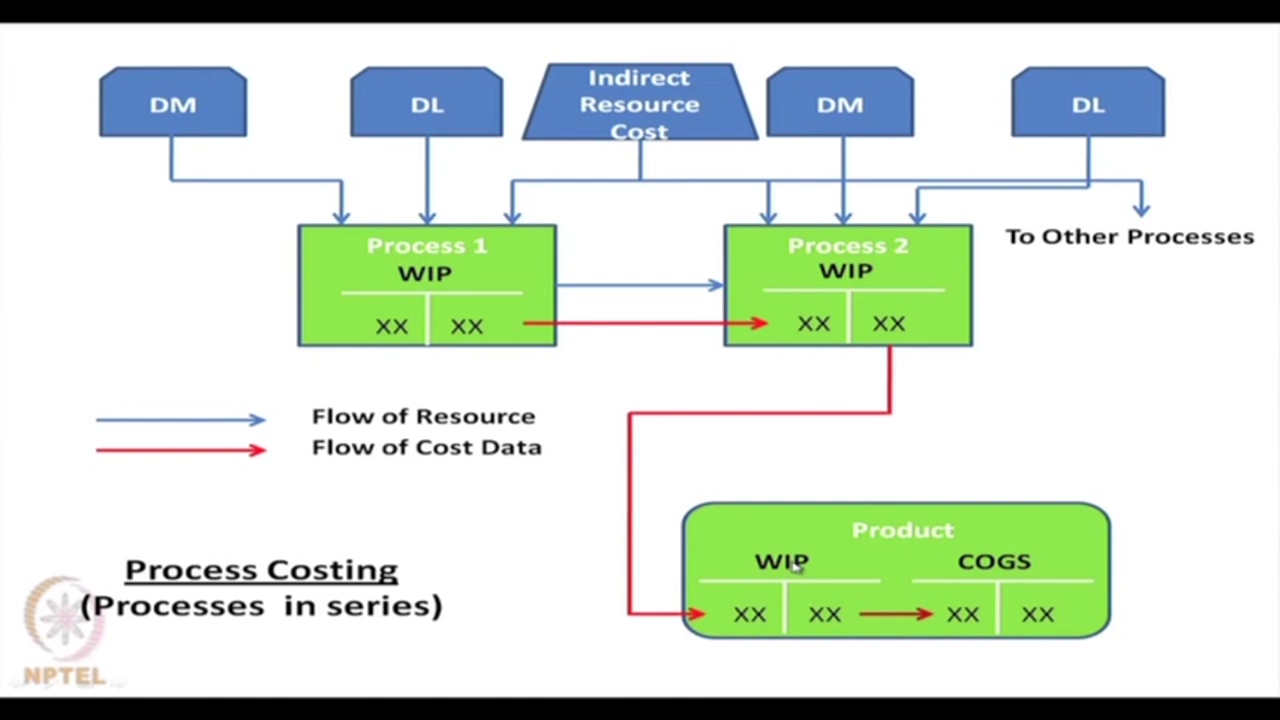 DM
DL
Indirect
Resource
Cost
DM
DL
To Other Processes
Process 1
WIP
XX XX
Process 2
WIP
XX XX
Flow of Resource
Flow of Cost Data
Product
WIP COGS
XX XX XX XX
Process Costing
(Processes in series)
NPTEL